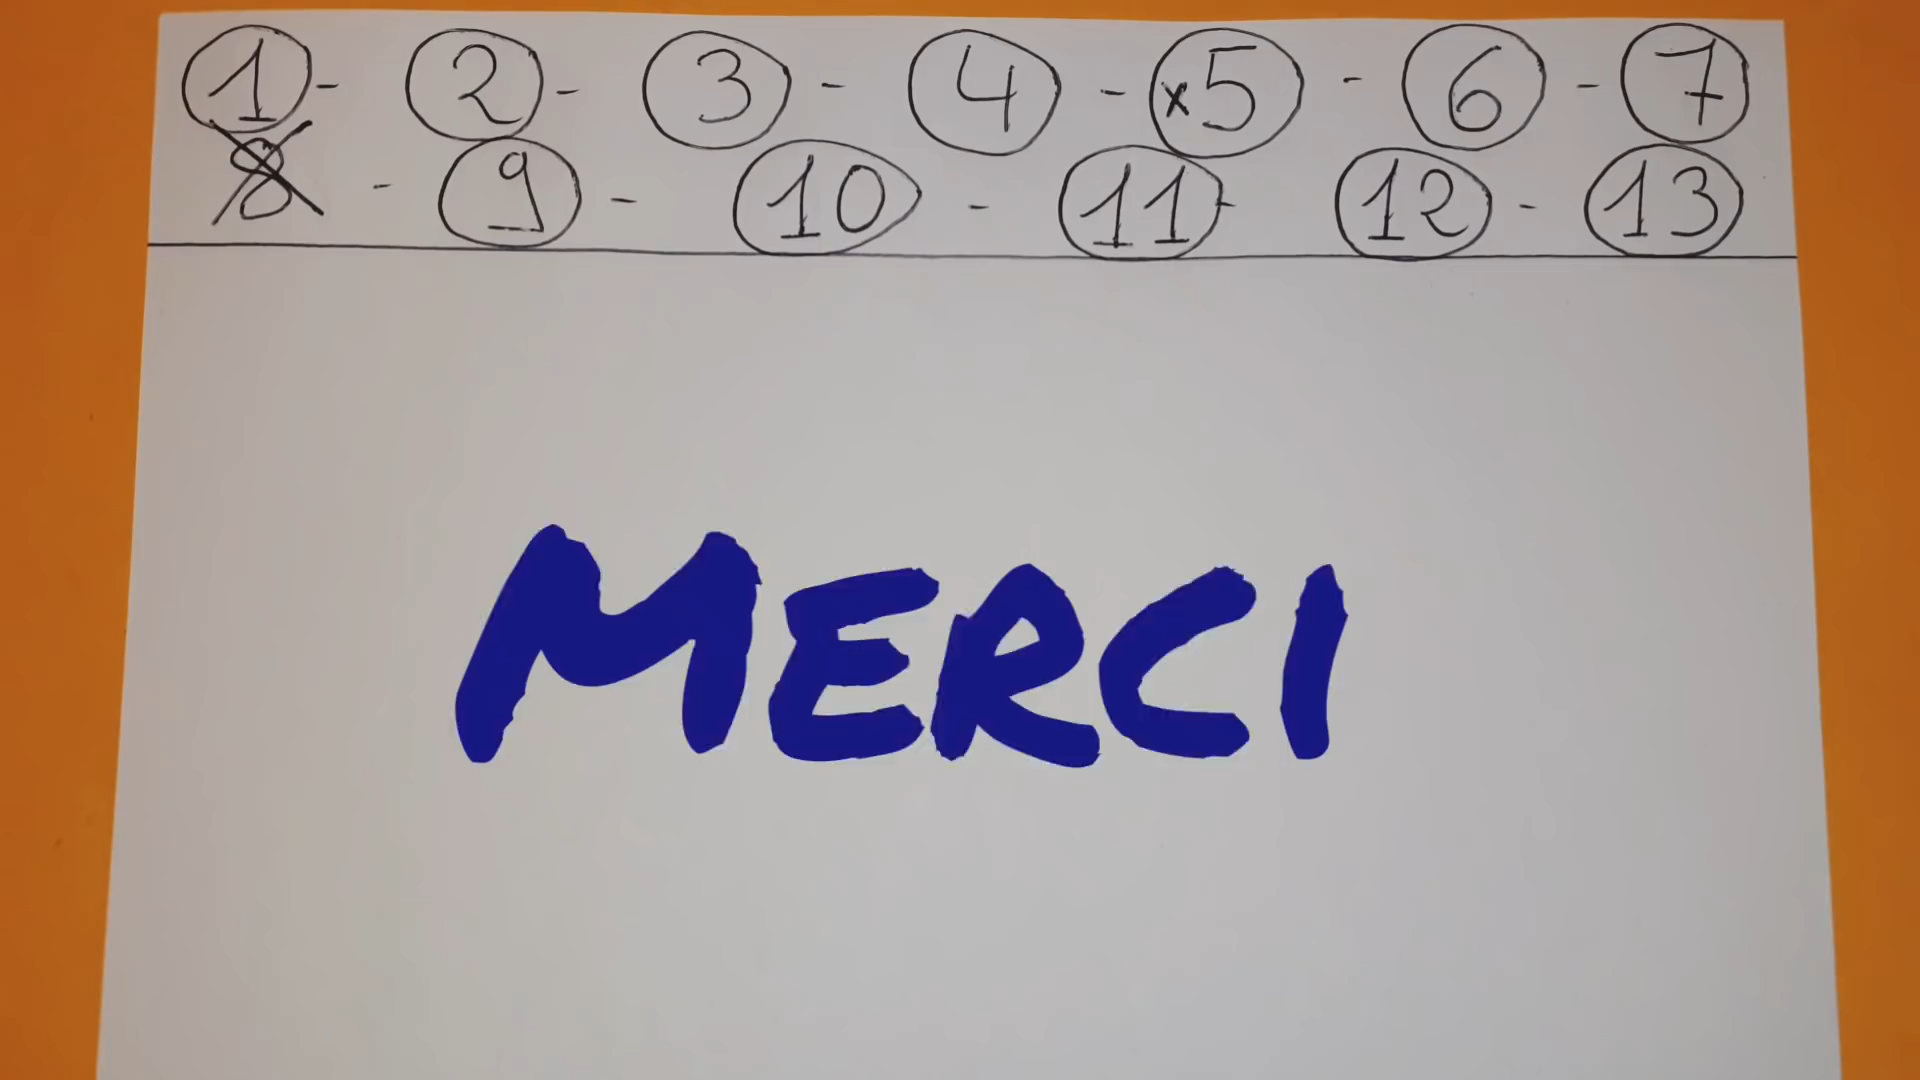 1 - 2 - 3 - 4 - x5 - 6 - 7
8 - 9 - 10 - 11 - 12 - 13
MERCI